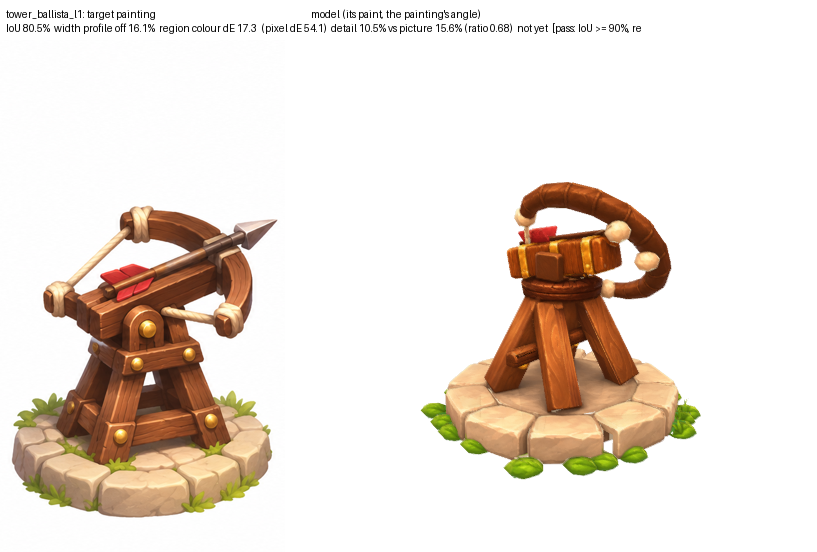 tower_ballista_l1: target painting
model (its paint, the painting's angle)
IoU 80.5% width profile off 16.1% region colour dE 17.3 (pixel dE 54.1) detail 10.5% vs picture 15.6% (ratio 0.68) not yet [pass: IoU >= 90%, re